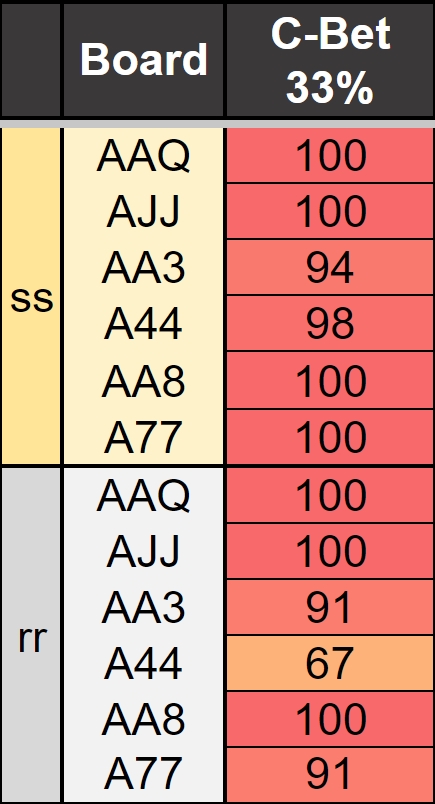 Board C-Bet 33%
ss
AAQ 100
AJJ 100
AA3 94
A44 98
AA8 100
A77 100
rr
AAQ 100
AJJ 100
AA3 91
A44 67
AA8 100
A77 91